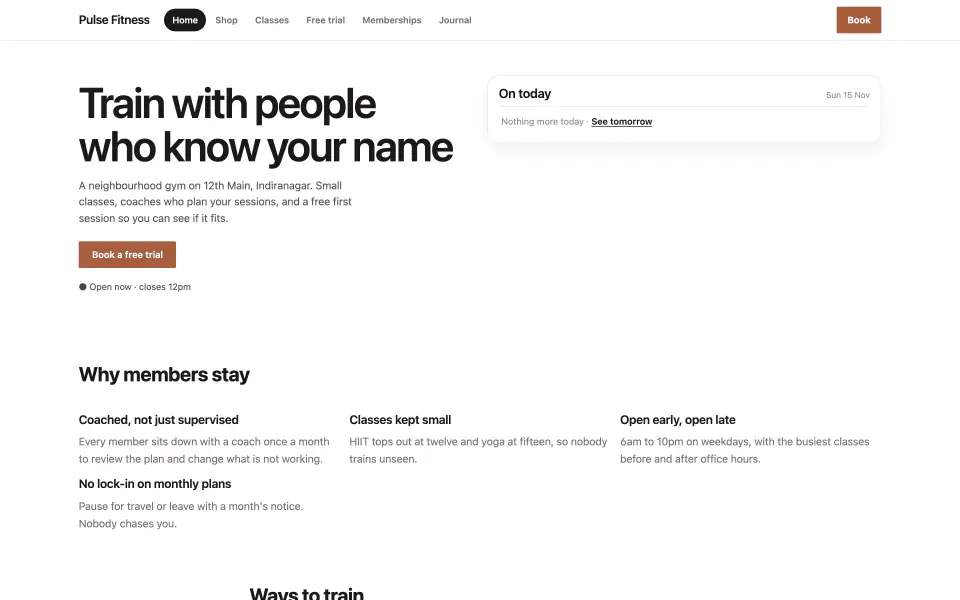 Pulse Fitness
Home
Shop
Classes
Free trial
Memberships
Journal
Book
Train with people
who know your name
A neighbourhood gym on 12th Main, Indiranagar. Small
classes, coaches who plan your sessions, and a free first
session so you can see if it fits.
Book a free trial
Open now · closes 12pm
On today
Sun 15 Nov
Nothing more today · See tomorrow
Why members stay
Coached, not just supervised
Every member sits down with a coach once a month
to review the plan and change what is not working.
Classes kept small
HIIT tops out at twelve and yoga at fifteen, so nobody
trains unseen.
Open early, open late
6am to 10pm on weekdays, with the busiest classes
before and after office hours.
No lock-in on monthly plans
Pause for travel or leave with a month's notice.
Nobody chases you.
Ways to train